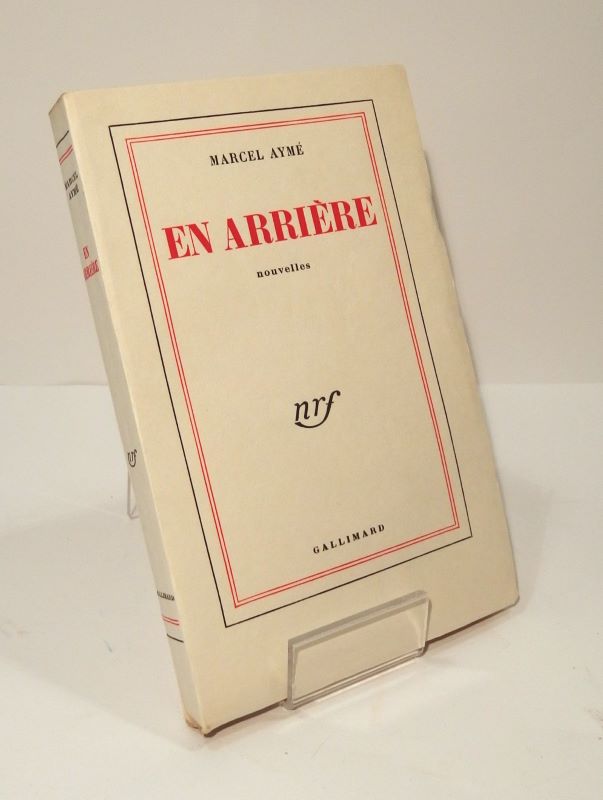 MARCEL AYMÉ
EN ARRIÈRE
nouvelles
nrf
GALLIMARD
MARCEL
AYMÉ
EN
ARRIÈRE
nrf
GALLIMARD